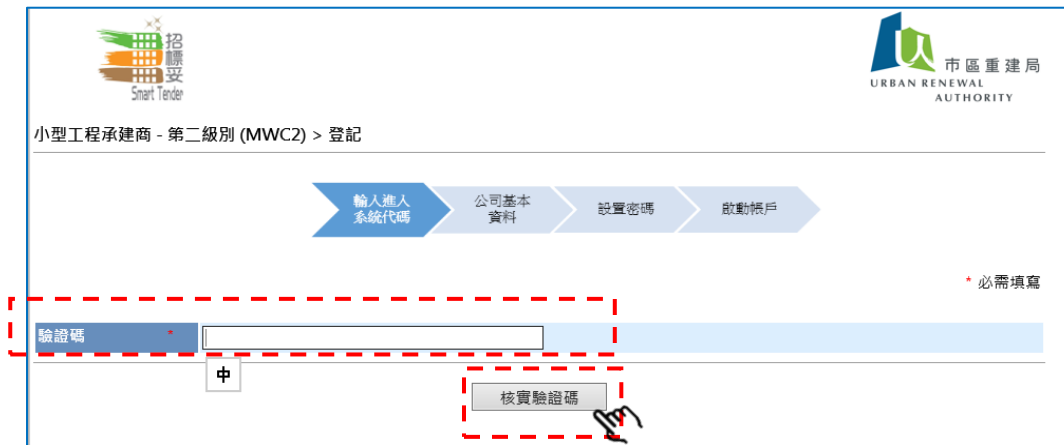 招標妥
Smart Tender
市區重建局
URBAN RENEWAL
AUTHORITY
小型工程承建商 - 第二級別 (MWC2) > 登記
輸入進入
系統代碼
公司基本
資料
設置密碼
啟動帳戶
* 必需填寫
驗證碼 *
中
核實驗證碼